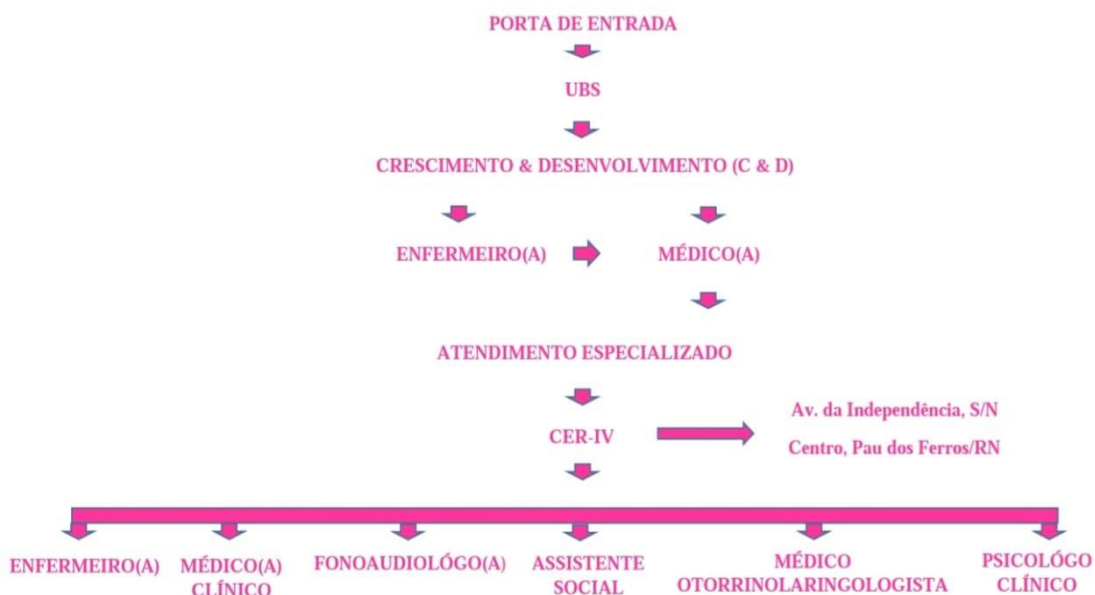 PORTA DE ENTRADA
UBS
CRESCIMENTO & DESENVOLVIMENTO (C & D)
ENFERMEIRO(A)
MÉDICO(A)
ATENDIMENTO ESPECIALIZADO
CER-IV
Av. da Independência, S/N
Centro, Pau dos Ferros/RN
ENFERMEIRO(A)
MÉDICO(A)
CLÍNICO
FONOAUDIOLÓGO(A)
ASSISTENTE
SOCIAL
MÉDICO
OTORRINOLARINGOLOGISTA
PSICOLÓGO
CLÍNICO